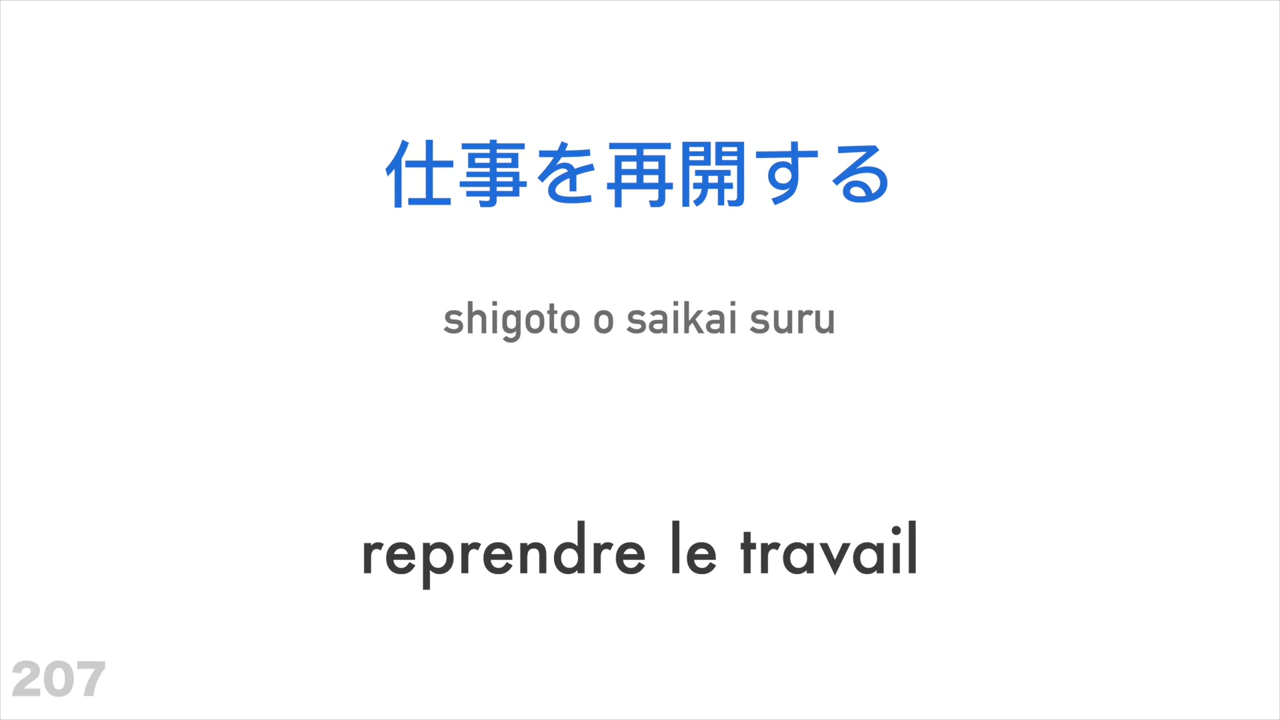 仕事を再開する
shigoto o saikai suru
reprendre le travail
207